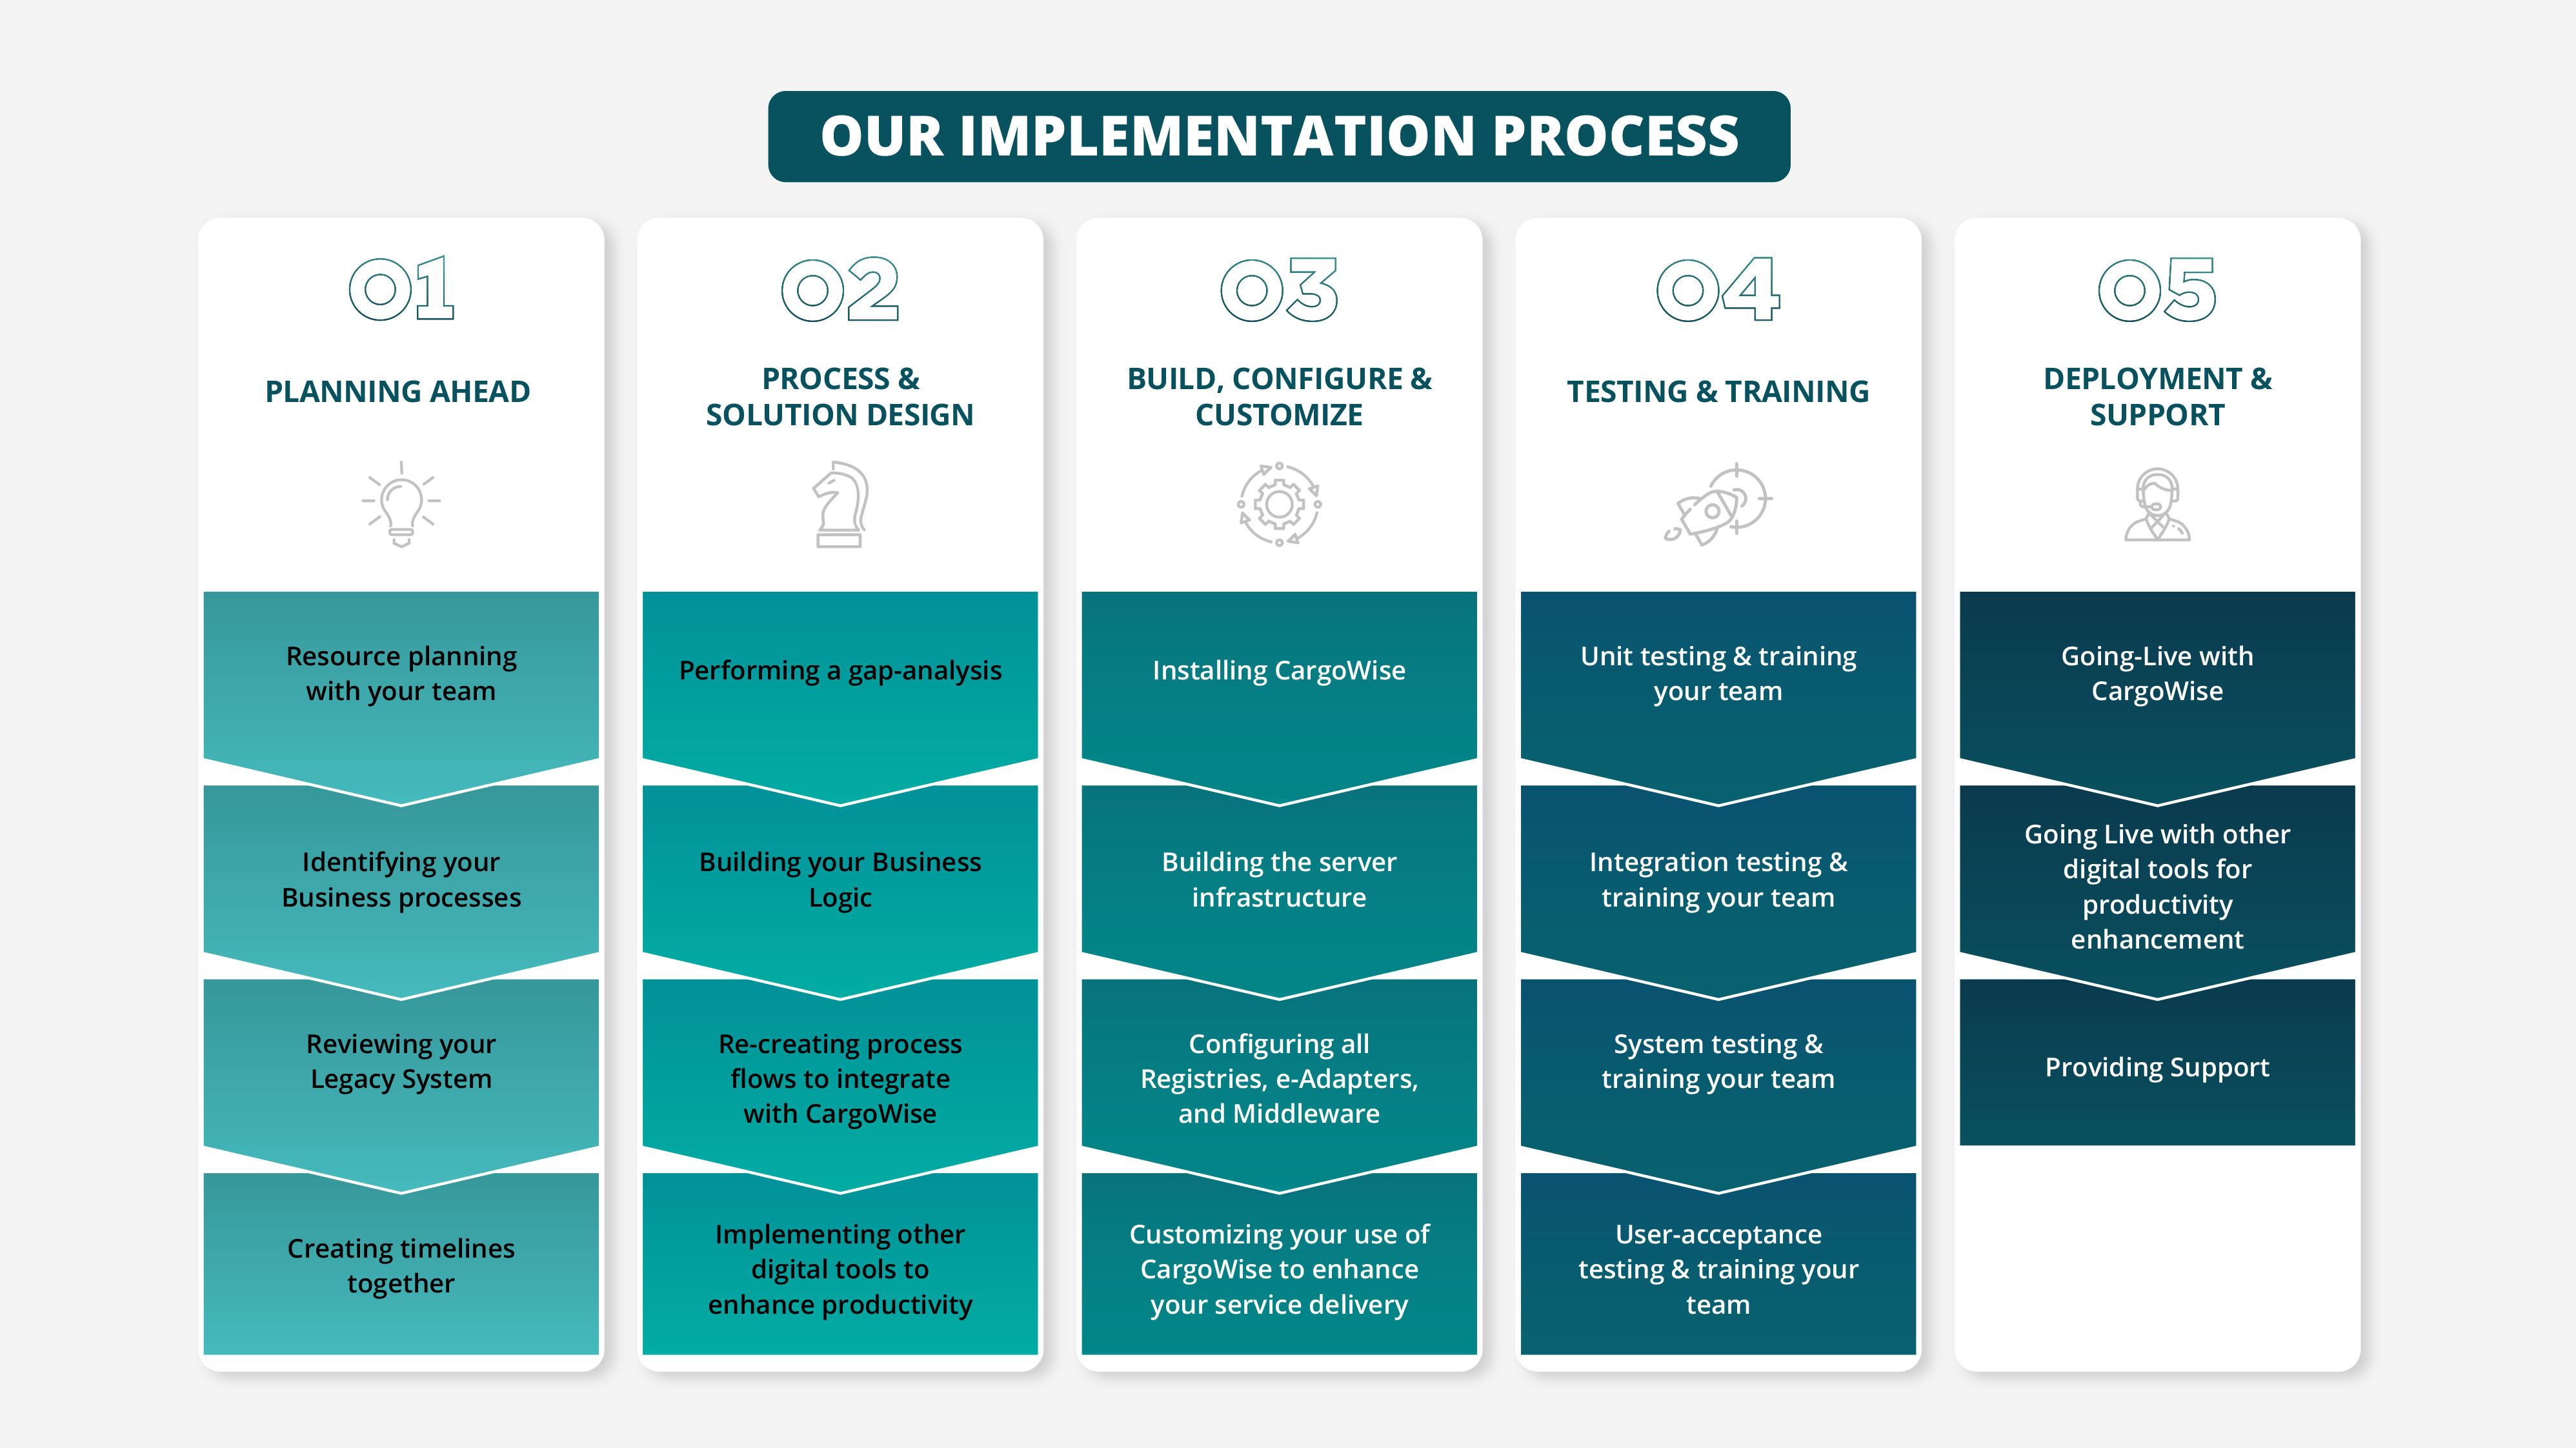 OUR IMPLEMENTATION PROCESS
01
PLANNING AHEAD
Resource planning
with your team
Identifying your
Business processes
Reviewing your
Legacy System
Creating timelines
together
02
PROCESS &
SOLUTION DESIGN
Performing a gap-analysis
Building your Business
Logic
Re-creating process
flows to integrate
with CargoWise
Implementing other
digital tools to
enhance productivity
03
BUILD, CONFIGURE &
CUSTOMIZE
Installing CargoWise
Building the server
infrastructure
Configuring all
Registries, e-Adapters,
and Middleware
Customizing your use of
CargoWise to enhance
your service delivery
04
TESTING & TRAINING
Unit testing & training
your team
Integration testing &
training your team
System testing &
training your team
User-acceptance
testing & training your
team
05
DEPLOYMENT &
SUPPORT
Going-Live with
CargoWise
Going Live with other
digital tools for
productivity
enhancement
Providing Support